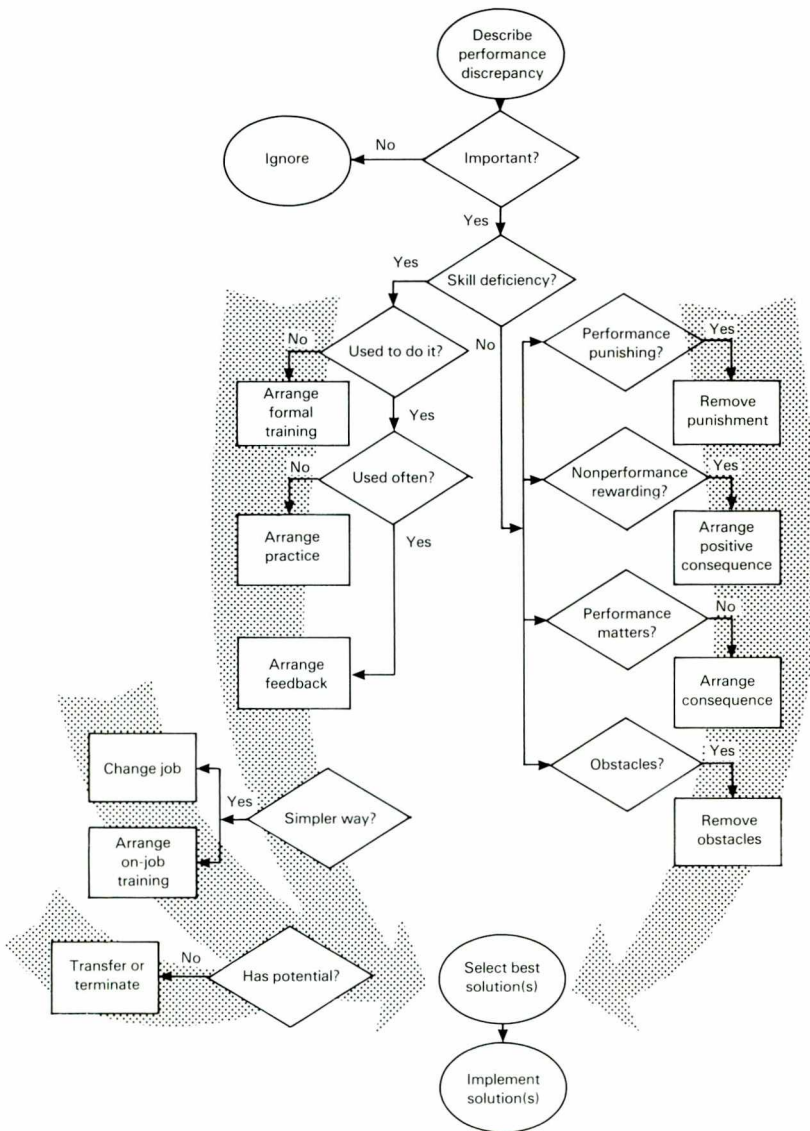 Describe
performance
discrepancy
No
Ignore
Important?
Yes
Yes
Skill deficiency?
No
Used to do it?
No
Performance
punishing?
Yes
Arrange
formal
training
Yes
Remove
punishment
No
Used often?
Nonperformance
rewarding?
Yes
Arrange
practice
Yes
Arrange
positive
consequence
Performance
matters?
No
Arrange
feedback
Arrange
consequence
Change job
Yes
Simpler way?
Obstacles?
Yes
Arrange
on-job
training
Remove
obstacles
Transfer or
terminate
No
Has potential?
Select best
solution(s)
Implement
solution(s)